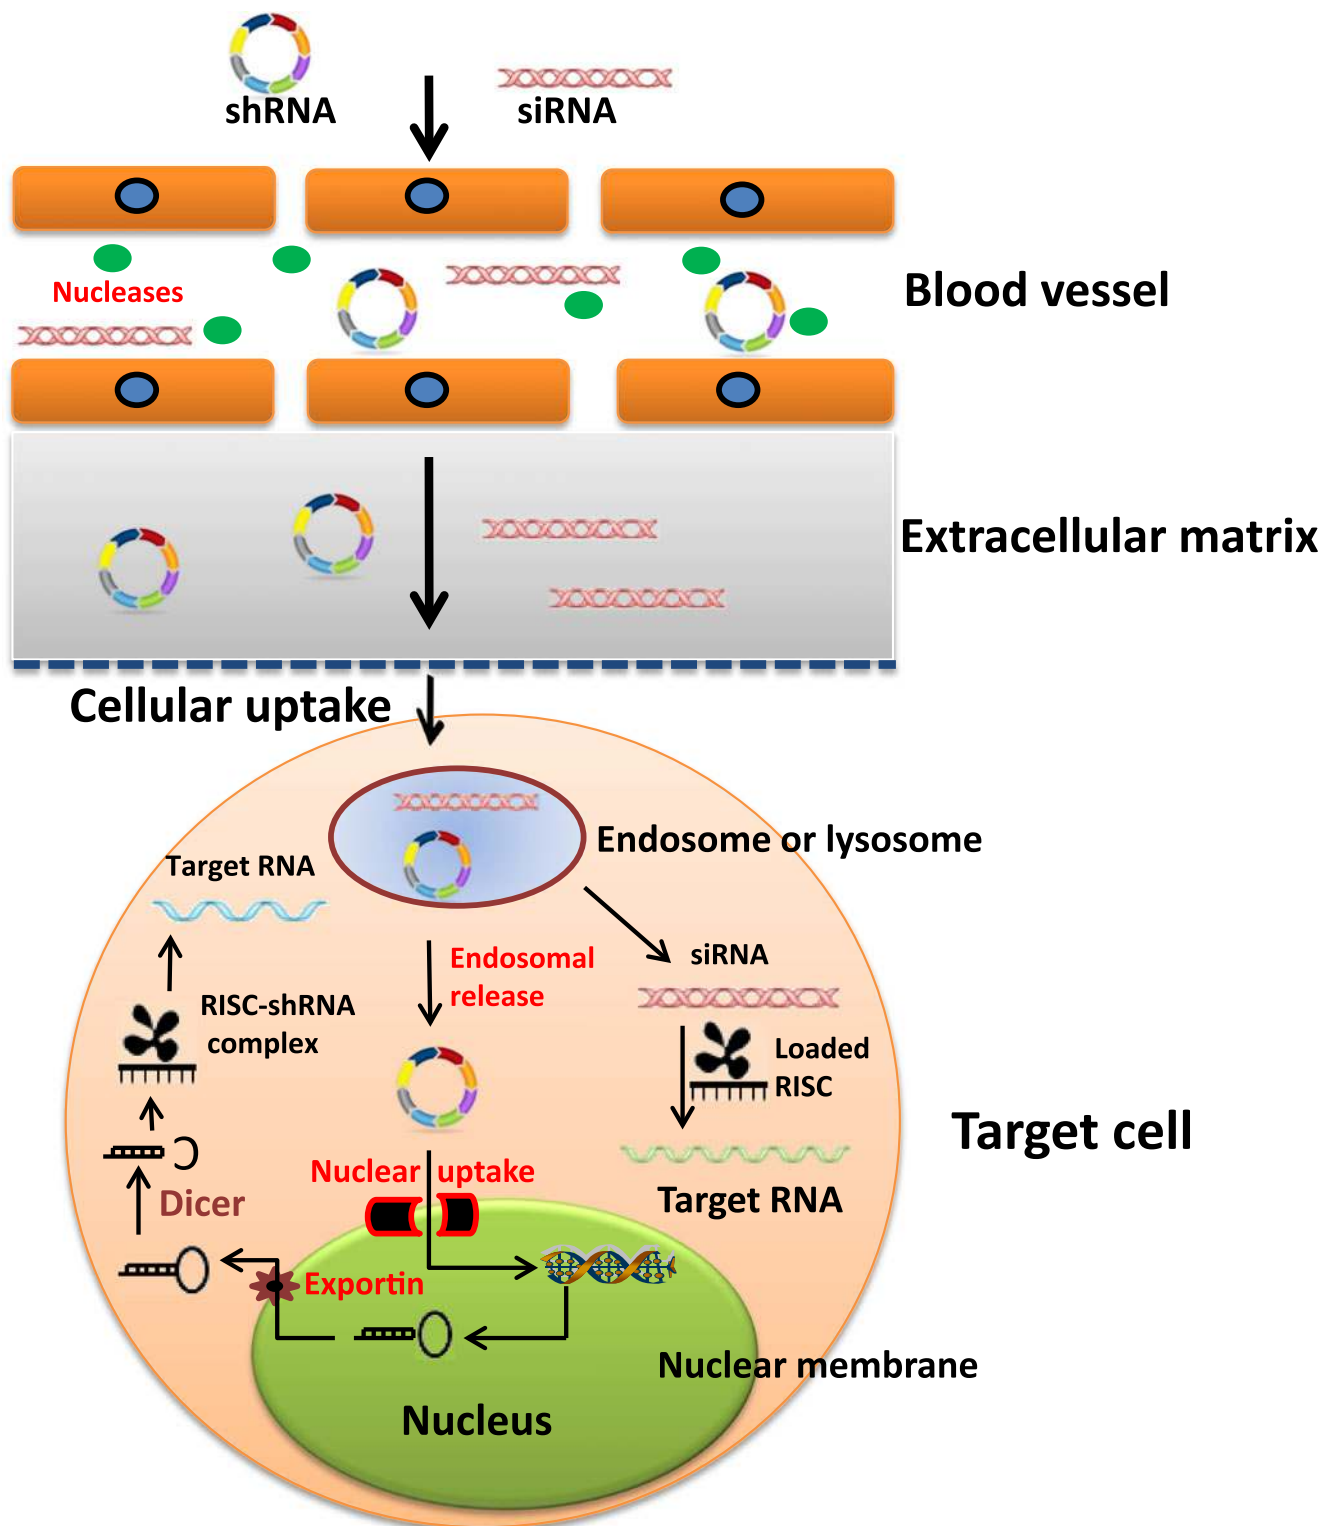 shRNA
siRNA
Nucleases
Blood vessel
Extracellular matrix
Cellular uptake
Endosome or lysosome
Target RNA
Endosomal
release
siRNA
RISC-shRNA
complex
Loaded
RISC
Target cell
Nuclear uptake
Target RNA
Dicer
Exportin
Nuclear membrane
Nucleus